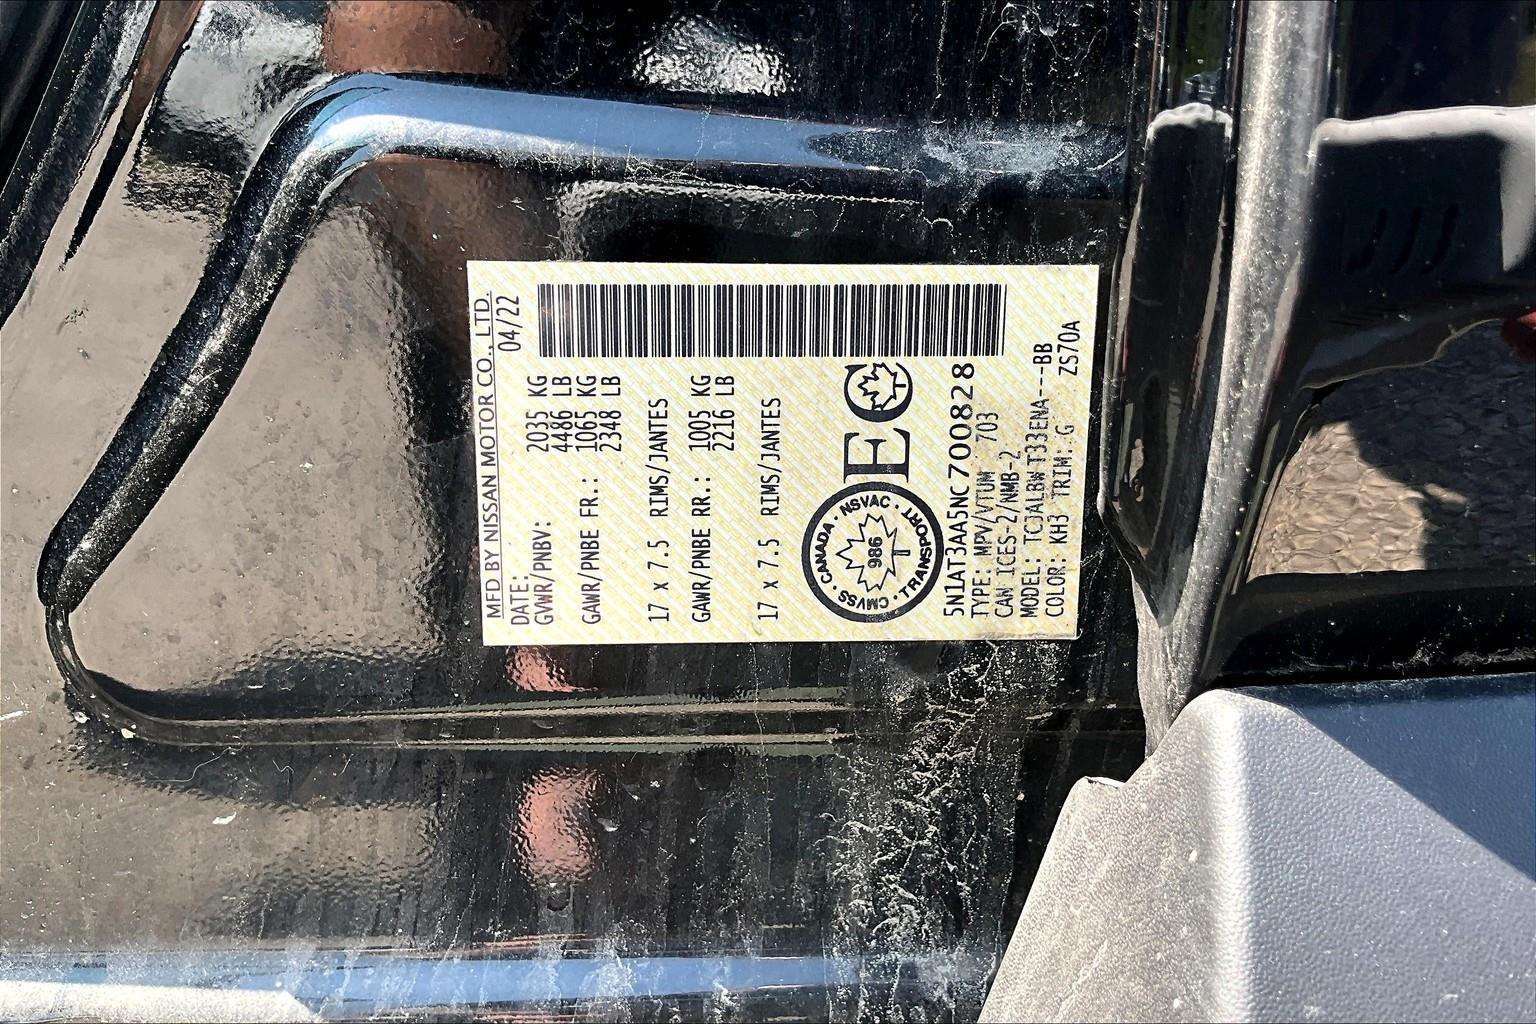 MFD BY NISSAN MOTOR CO., LTD.
DATE: 04/22
GVWR/PNBV: 2035 KG
4486 LB
GAWR/PNBE FR.: 1065 KG
2348 LB
17 x 7.5 RIMS/JANTES
GAWR/PNBE RR.: 1005 KG
2216 LB
17 x 7.5 RIMS/JANTES
CANADA · NSVAC · TRANSPORT · CMVSS ·
986 T
EC
T
5N1AT3AA5NC700828
TYPE: MPV/VTUM 703
CAN ICES-2/NMB-2
MODEL: TCJALBW T33ENA---BB
COLOR: KH3 TRIM: G ZS70A